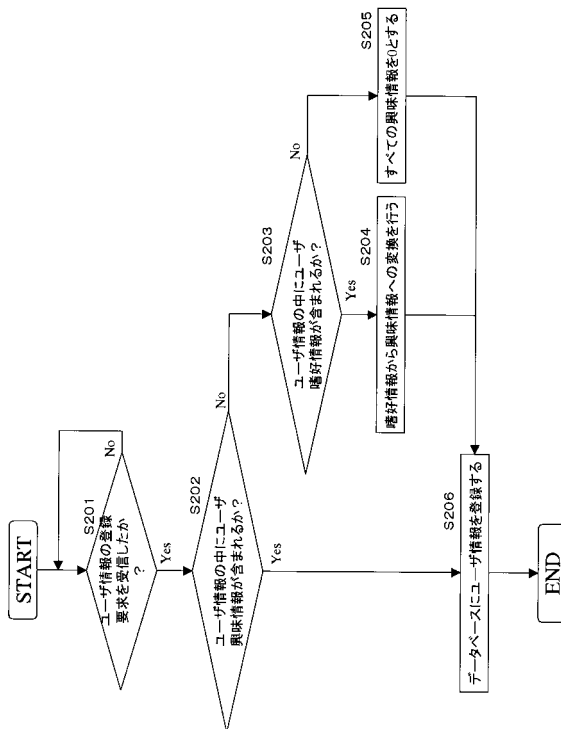 START
S201
ユーザ情報の登録
要求を受信したか
?
No
Yes
S202
ユーザ情報の中にユーザ
興味情報が含まれるか?
No
Yes
S203
ユーザ情報の中にユーザ
嗜好情報が含まれるか?
No
Yes
S204
嗜好情報から興味情報への変換を行う
S205
すべての興味情報を0とする
S206
データベースにユーザ情報を登録する
END